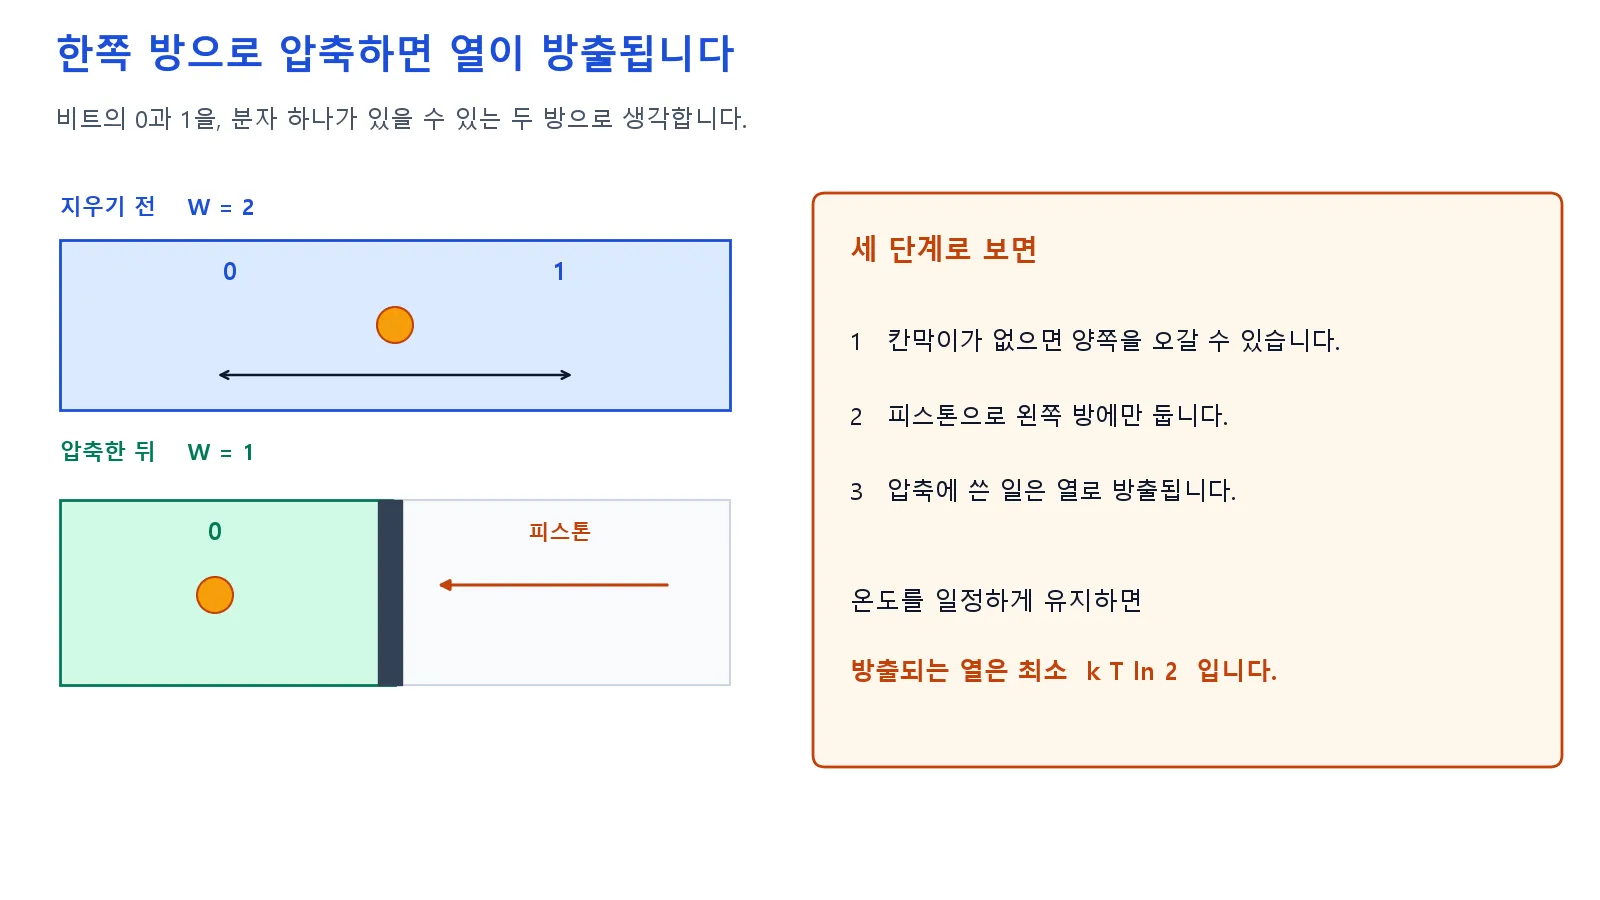 한쪽 방으로 압축하면 열이 방출됩니다
비트의 0과 1을, 분자 하나가 있을 수 있는 두 방으로 생각합니다.
지우기 전 W = 2
0 1
압축한 뒤 W = 1
0 피스톤
세 단계로 보면
1 칸막이가 없으면 양쪽을 오갈 수 있습니다.
2 피스톤으로 왼쪽 방에만 둡니다.
3 압축에 쓴 일은 열로 방출됩니다.
온도를 일정하게 유지하면
방출되는 열은 최소 k T ln 2 입니다.